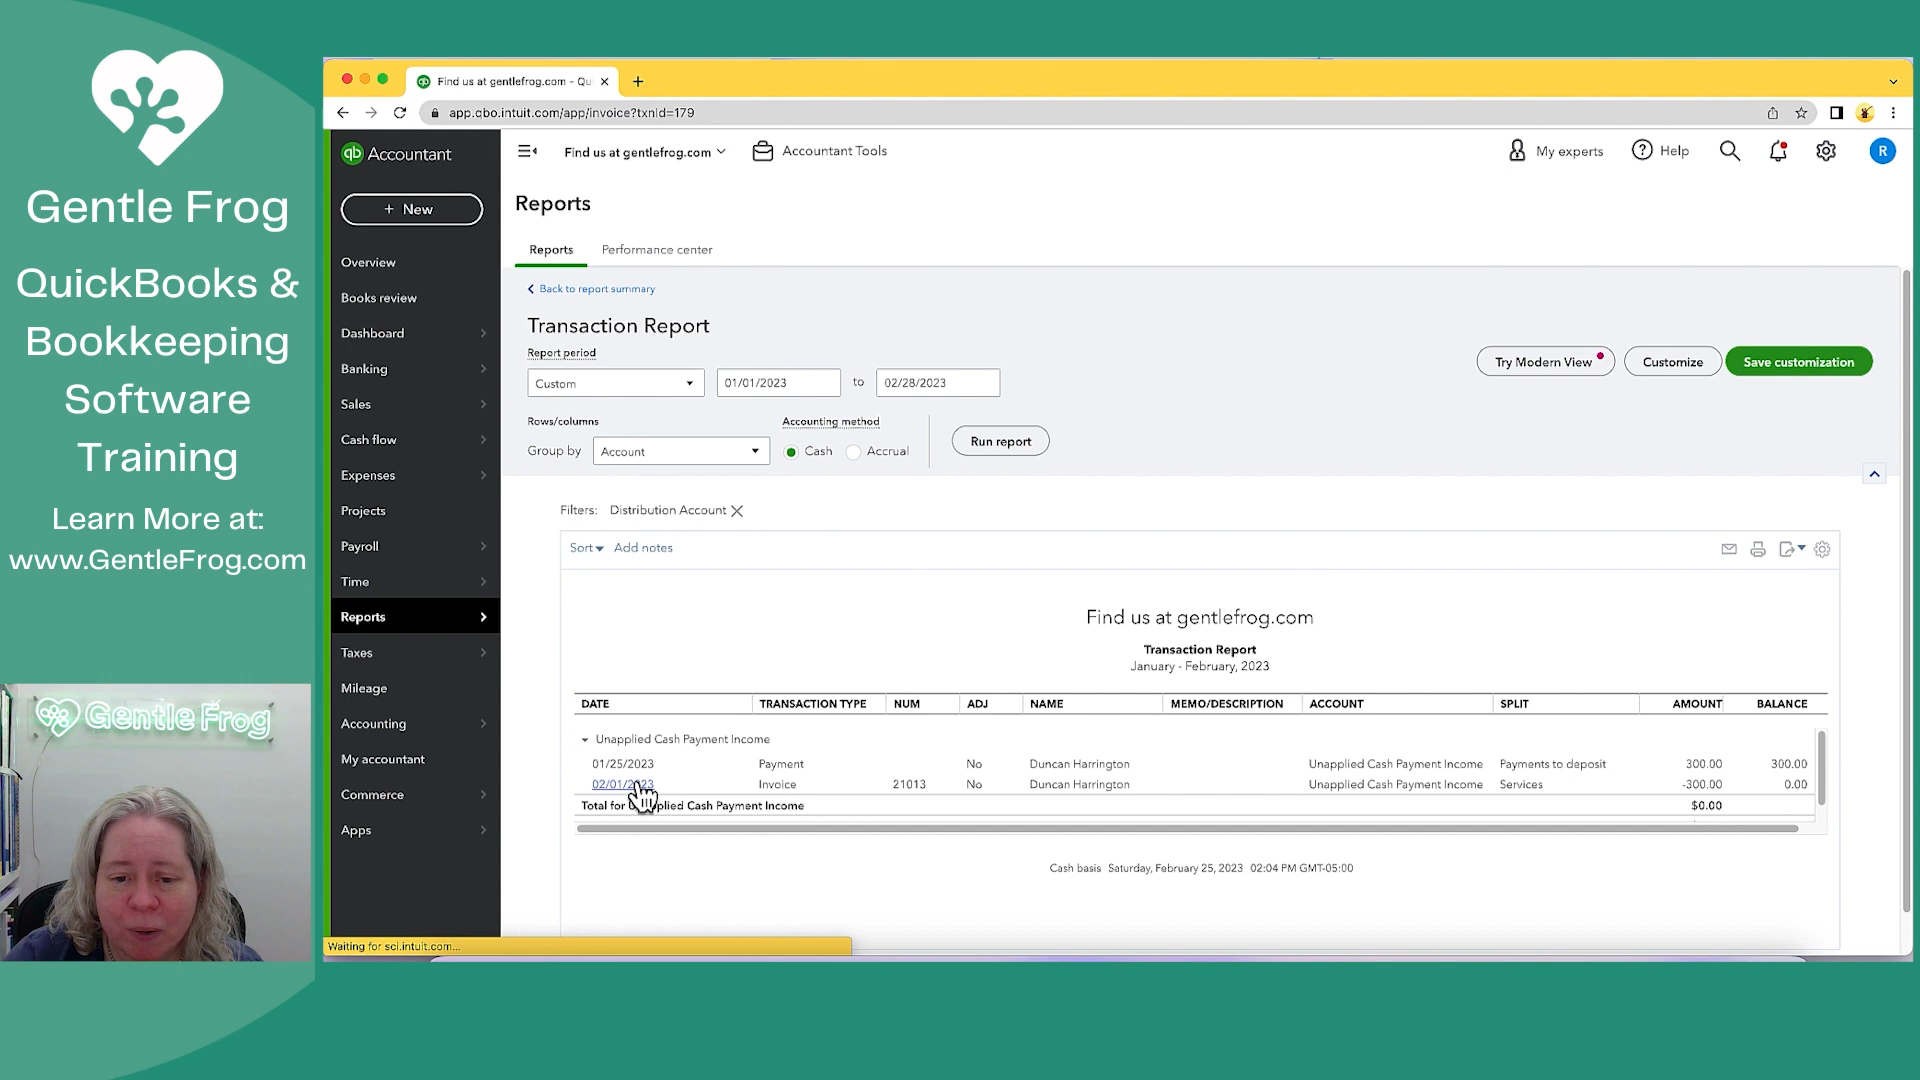 Gentle Frog
QuickBooks &
Bookkeeping
Software
Training
Learn More at:
www.GentleFrog.com
Gentle Frog
Find us at gentlefrog.com - Qu
app.qbo.intuit.com/app/invoice?txnId=179
qb Accountant
+ New
Overview
Books review
Dashboard
Banking
Sales
Cash flow
Expenses
Projects
Payroll
Time
Reports
Taxes
Mileage
Accounting
My accountant
Commerce
Apps
Find us at gentlefrog.com
Accountant Tools
My experts
Help
R
Reports
Reports Performance center
Back to report summary
Transaction Report
Report period
Custom 01/01/2023 to 02/28/2023
Try Modern View Customize Save customization
Rows/columns Accounting method
Group by Account Cash Accrual Run report
Filters: Distribution Account
Sort Add notes
Find us at gentlefrog.com
Transaction Report
January - February, 2023
DATE TRANSACTION TYPE NUM ADJ NAME MEMO/DESCRIPTION ACCOUNT SPLIT AMOUNT BALANCE
Unapplied Cash Payment Income
01/25/2023 Payment No Duncan Harrington Unapplied Cash Payment Income Payments to deposit 300.00 300.00
02/01/2023 Invoice 21013 No Duncan Harrington Unapplied Cash Payment Income Services -300.00 0.00
Total for Unapplied Cash Payment Income $0.00
Cash basis Saturday, February 25, 2023 02:04 PM GMT-05:00
Waiting for sci.intuit.com...